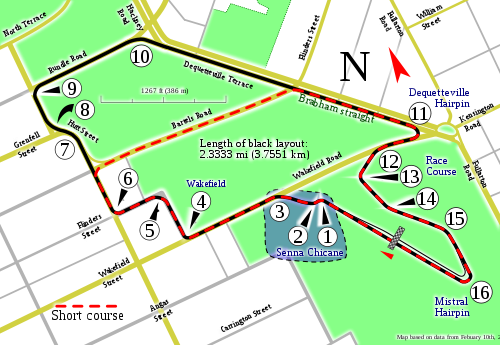 North Terrace
Hackney
Road
William
Street
Fullarton
Road
Flinders Street
Rundle Road
10
Dequetteville Terrace
N
9
1267 ft (386 m)
Dequetteville
Hairpin
8
Bartels Road
Brabham straight
11
Kensington
Road
Hurt Street
Grenfell
Street
7
Length of black layout:
2.3333 mi (3.7551 km)
12
Race
Course
Wakefield Road
13
Fullarton
Road
6
Wakefield
14
4
3
15
Flinders
Street
5
2
1
Senna Chicane
Wakefield
Street
16
Angas
Street
Mistral
Hairpin
Short course
Carrington Street
Map based on data from Febuary 10th, 2